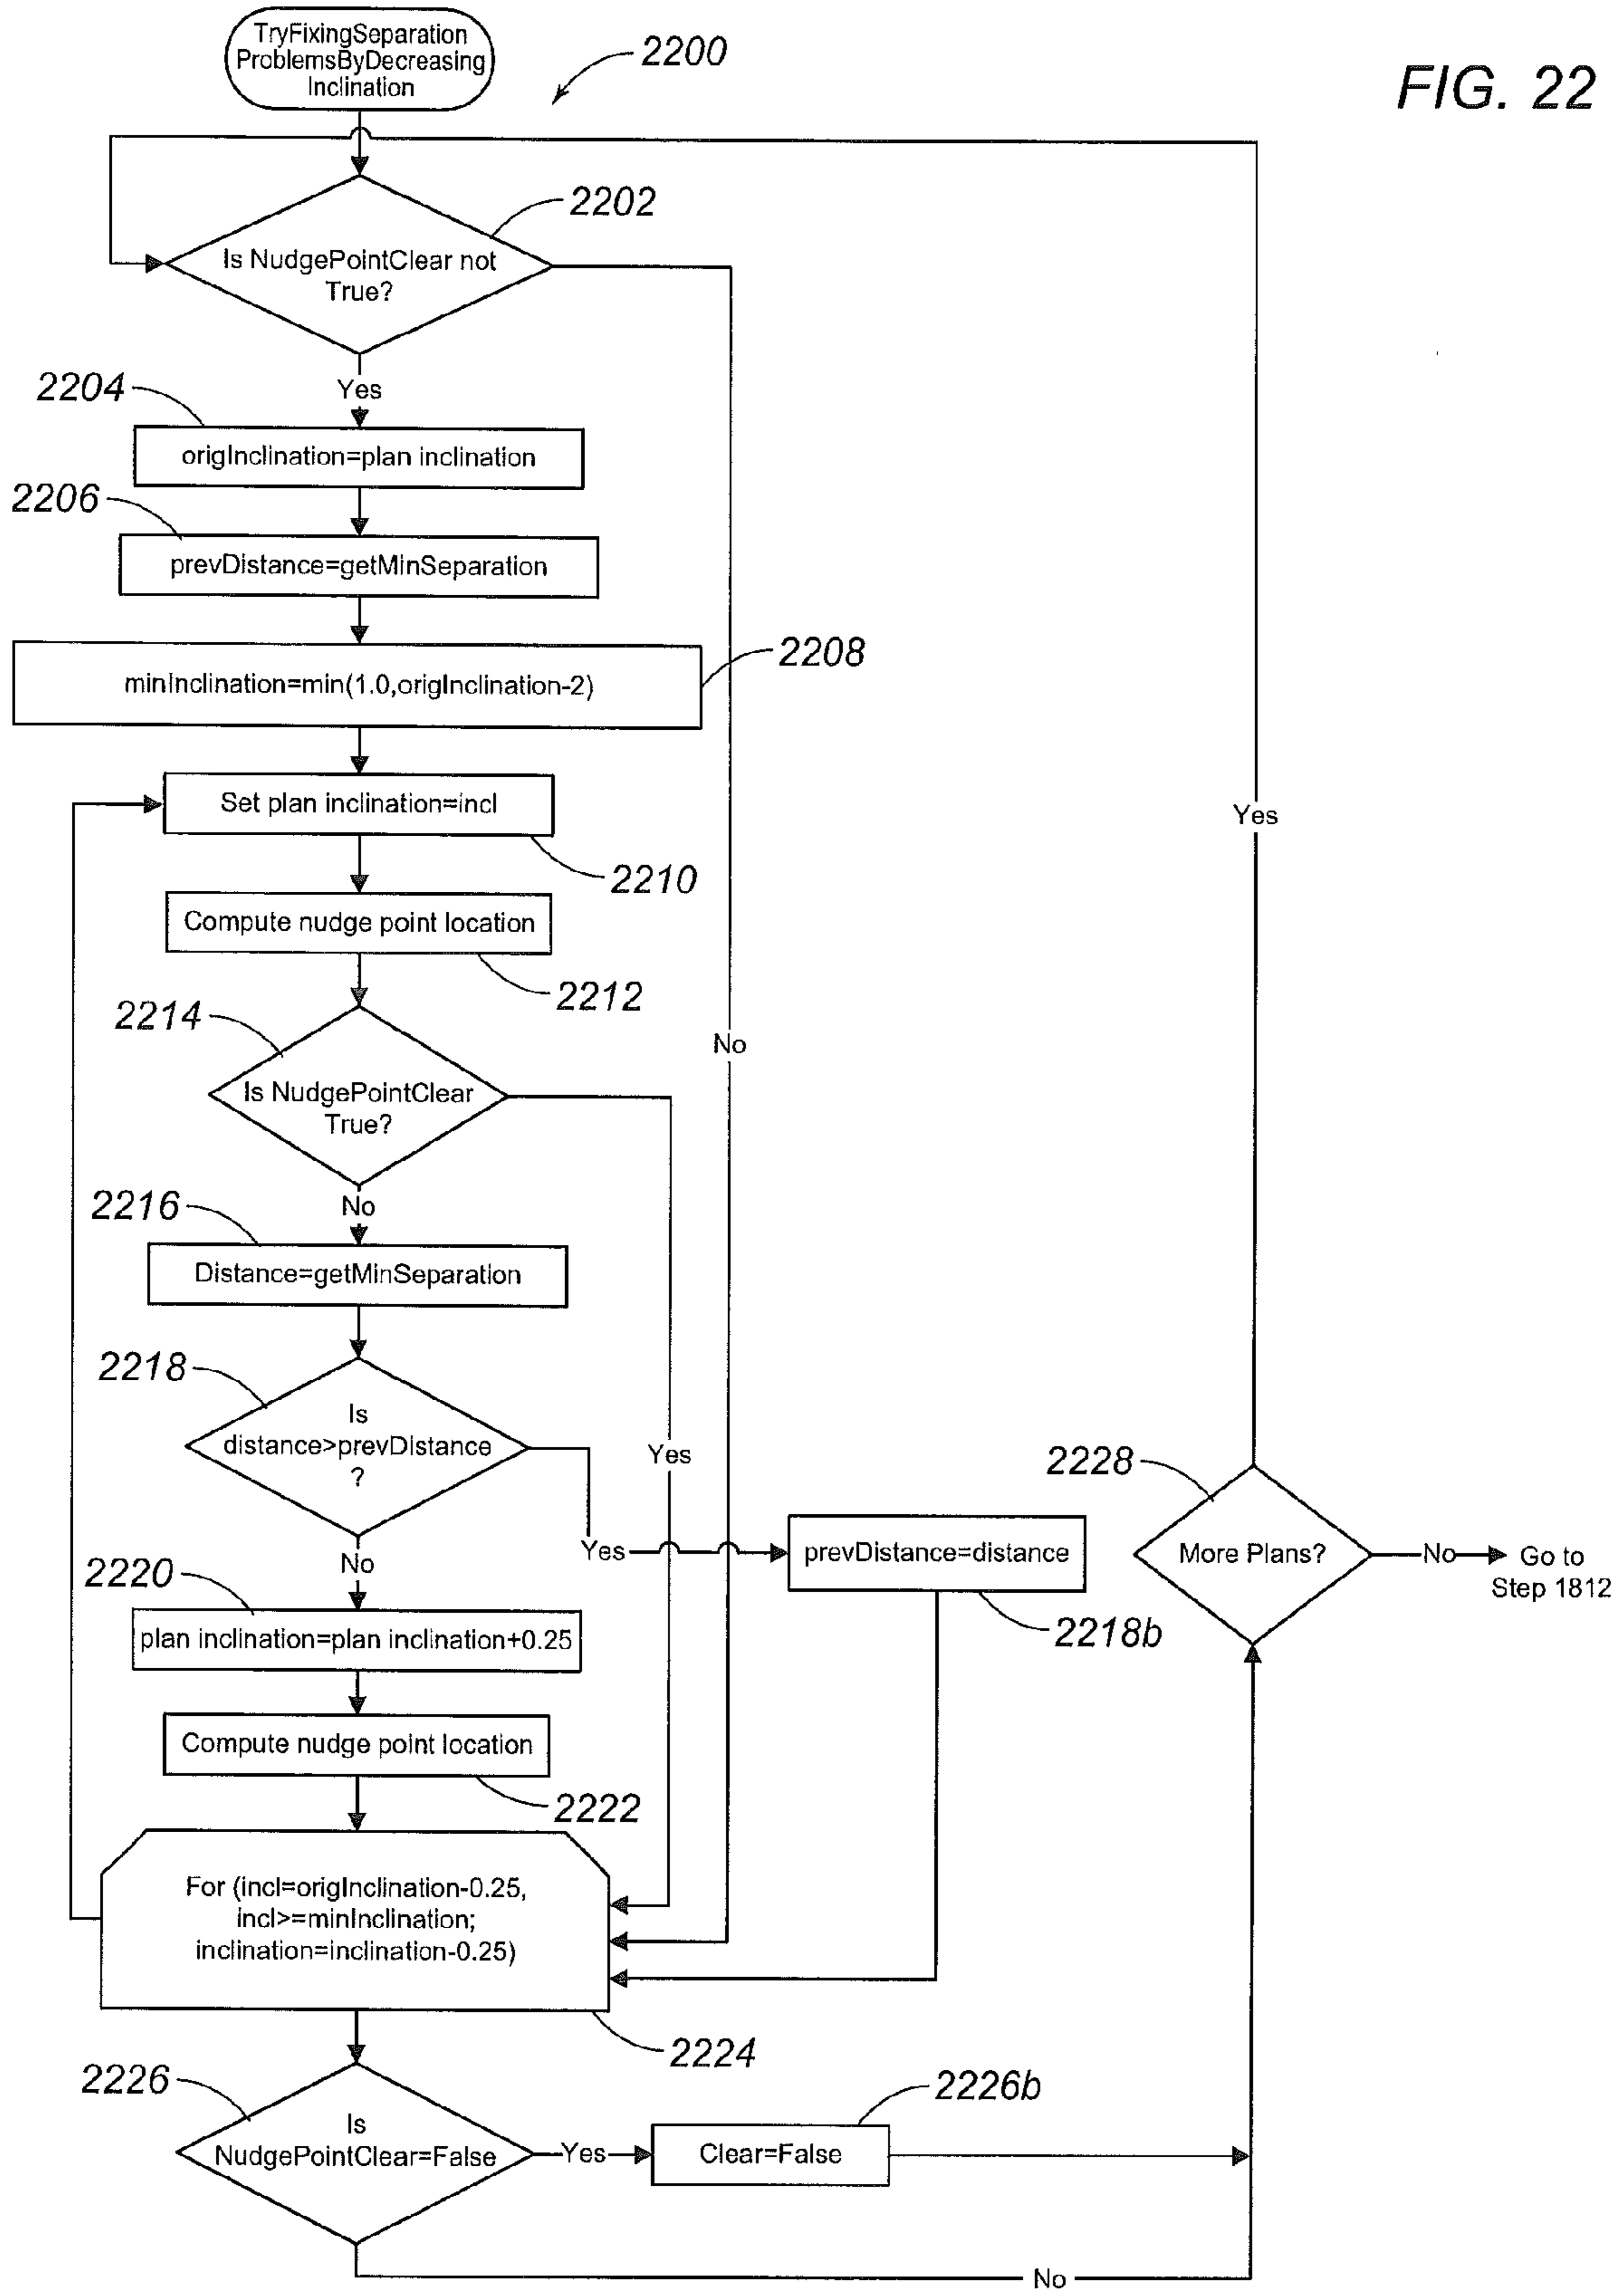 TryFixingSeparation
ProblemsByDecreasing
Inclination
2200
FIG. 22
2202
Is NudgePointClear not
True?
Yes
2204
origInclination=plan inclination
2206
prevDistance=getMinSeparation
2208
minInclination=min(1.0,origInclination-2)
Set plan inclination=incl
2210
Yes
Compute nudge point location
2212
2214
No
Is NudgePointClear
True?
No
2216
Distance=getMinSeparation
2218
Is
distance>prevDistance
?
Yes
2228
Yes
prevDistance=distance
More Plans?
No
Go to
Step 1812
No
2220
2218b
plan inclination=plan inclination+0.25
Compute nudge point location
2222
For (incl=origInclination-0.25,
incl>=minInclination;
inclination=inclination-0.25)
2224
2226
2226b
Is
NudgePointClear=False
Yes
Clear=False
No